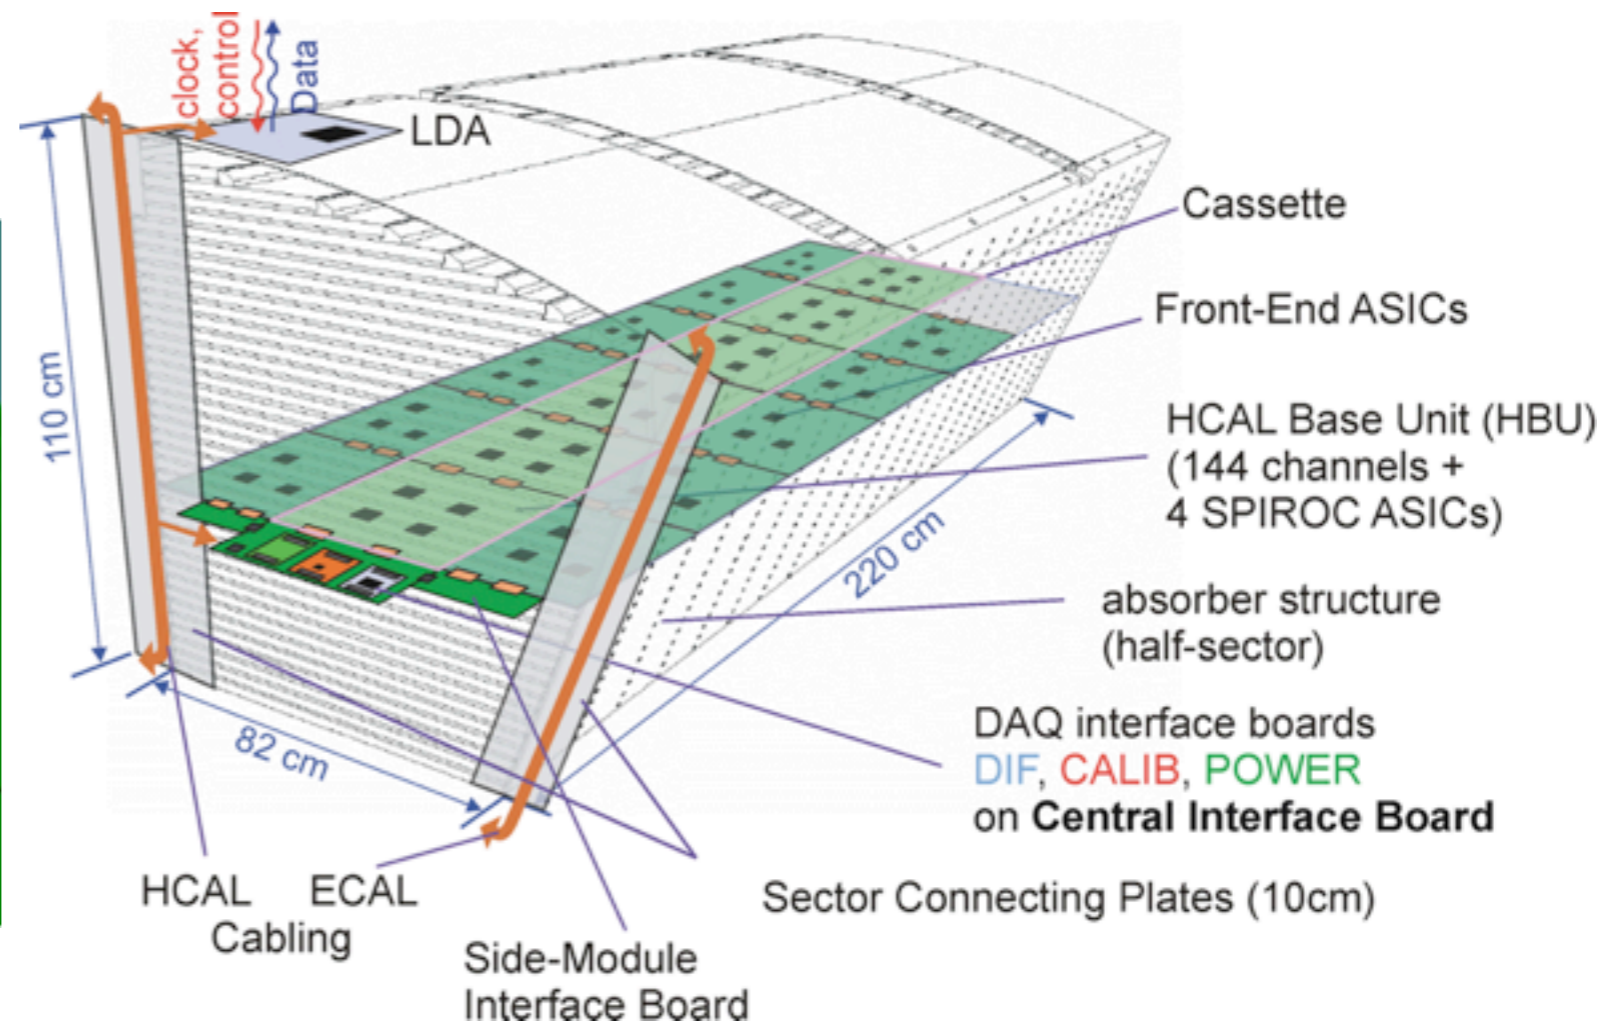 clock,
control
Data
LDA
Cassette
Front-End ASICs
110 cm
HCAL Base Unit (HBU)
(144 channels +
4 SPIROC ASICs)
220 cm
absorber structure
(half-sector)
82 cm
DAQ interface boards
DIF, CALIB, POWER
on Central Interface Board
HCAL ECAL
Cabling
Sector Connecting Plates (10cm)
Side-Module
Interface Board